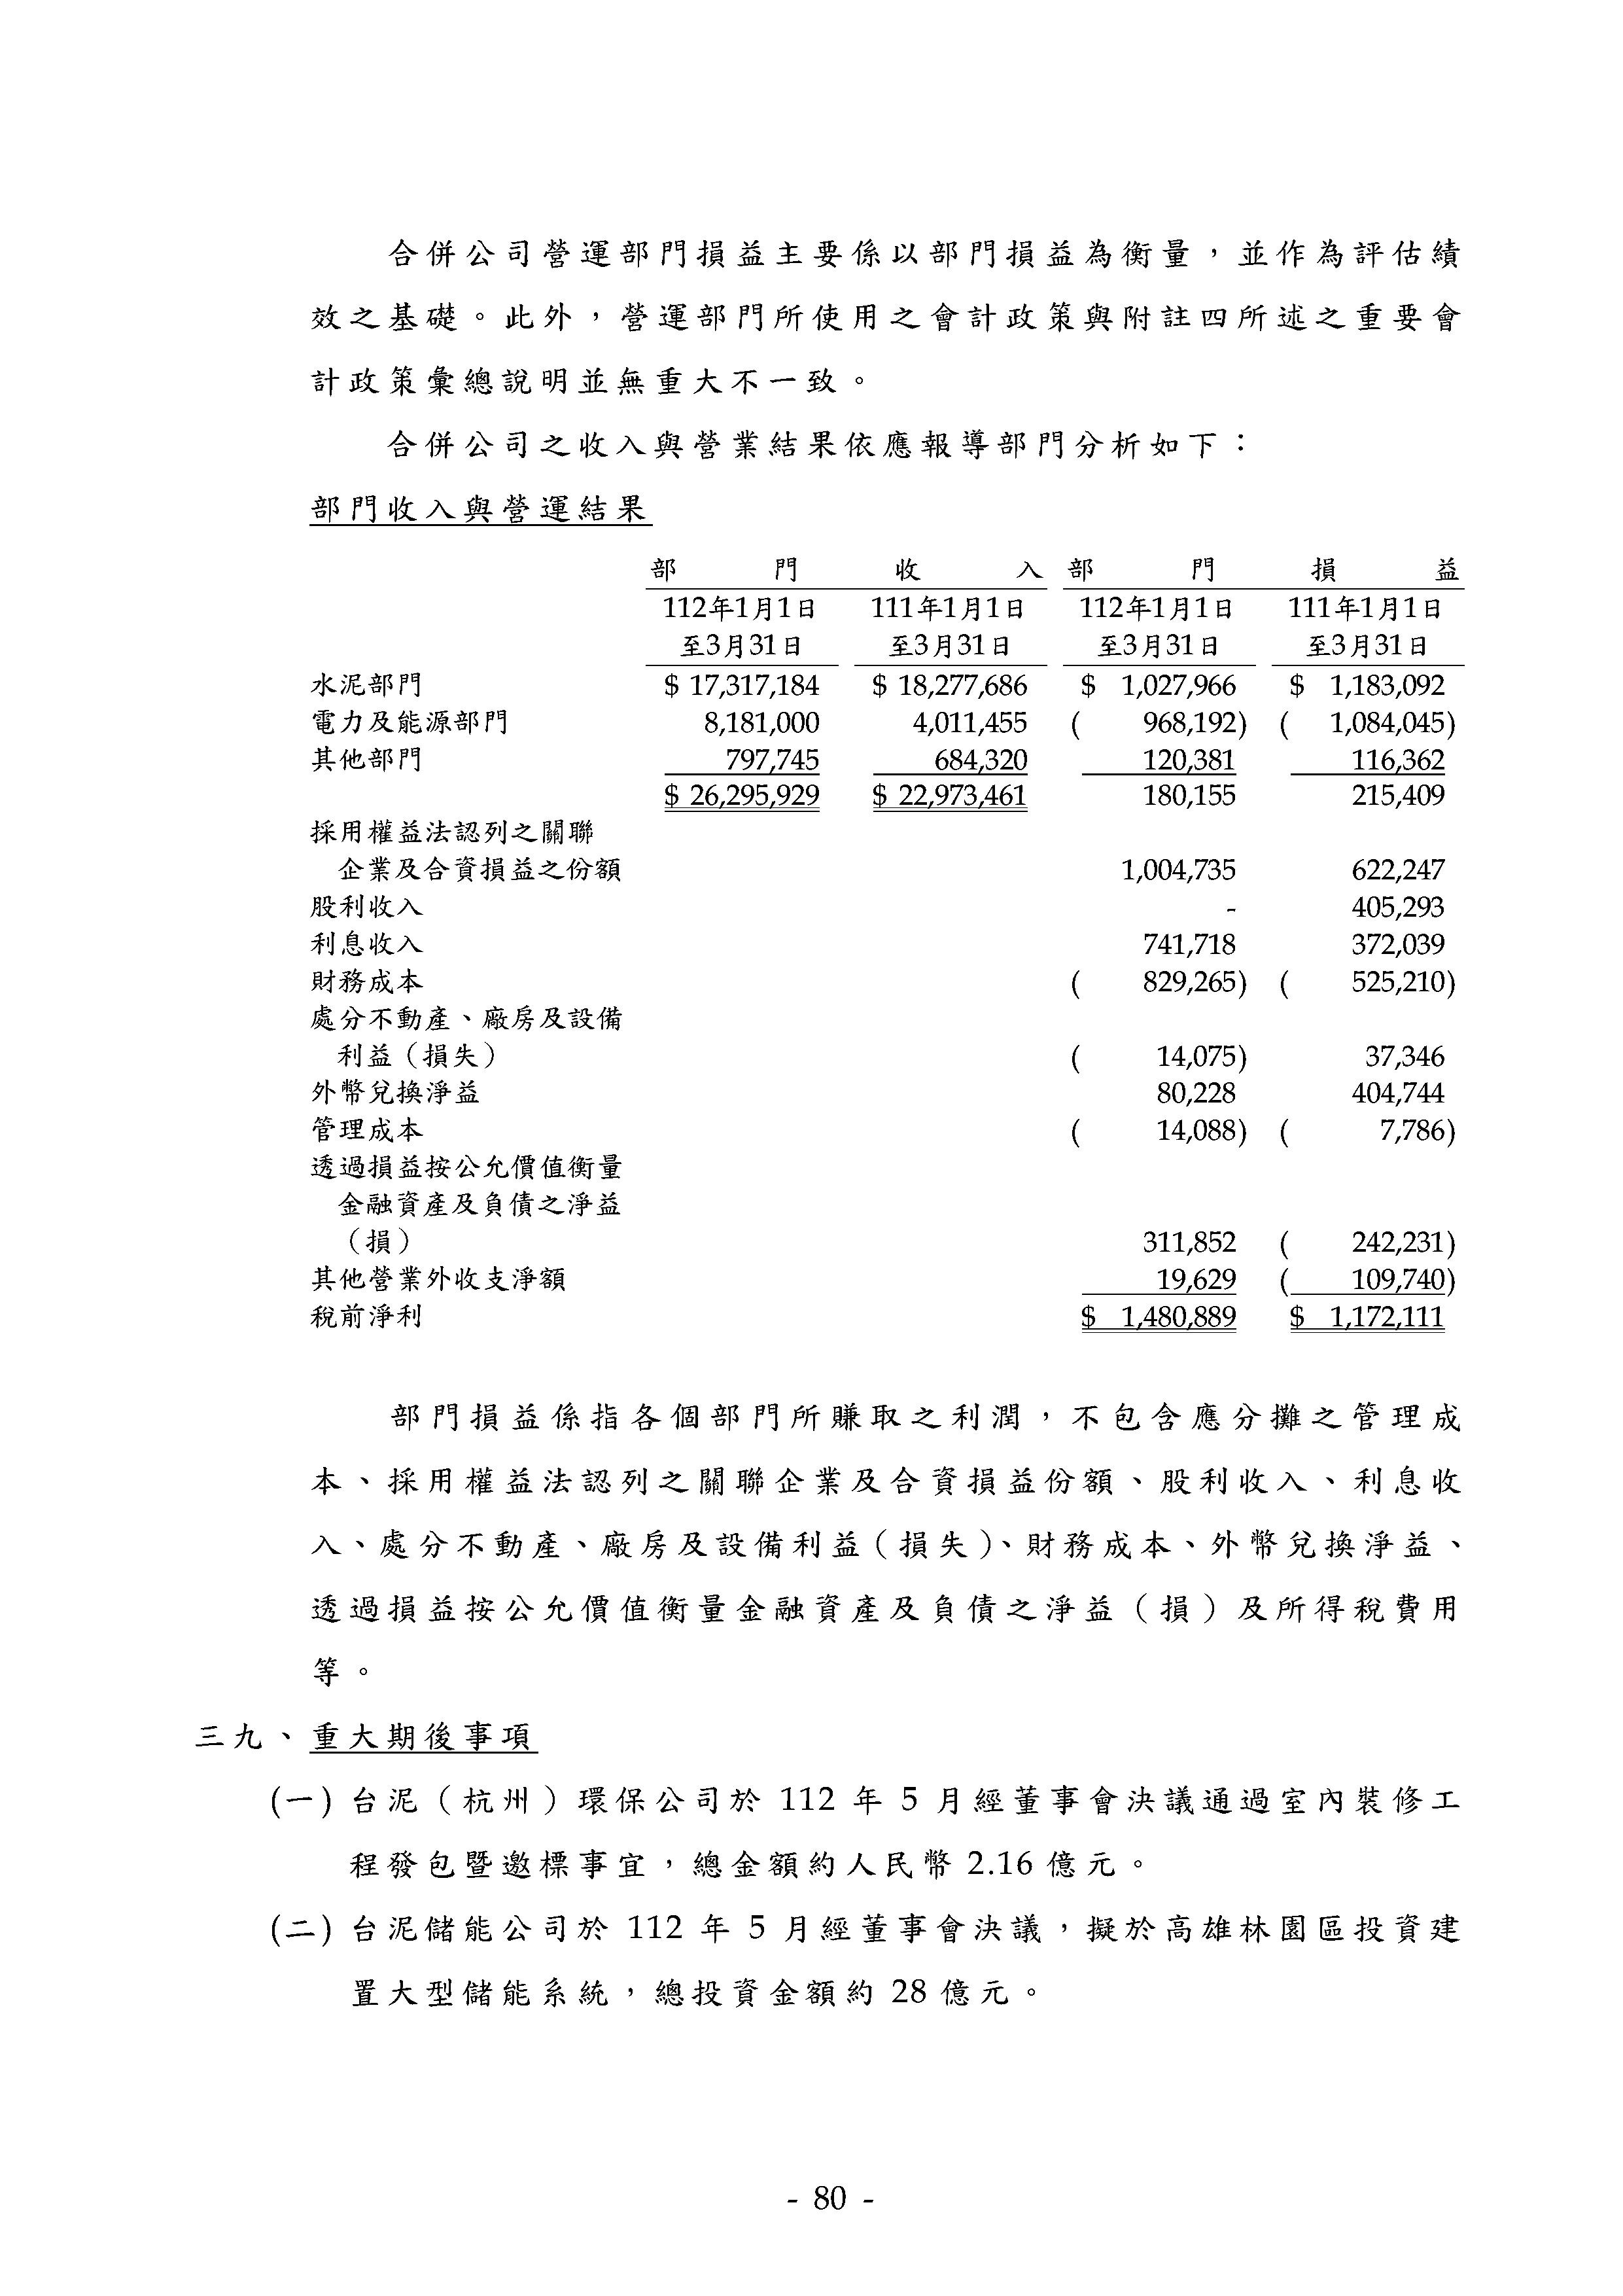 合併公司營運部門損益主要係以部門損益為衡量，並作為評估績
效之基礎。此外，營運部門所使用之會計政策與附註四所述之重要會
計政策彙總說明並無重大不一致。
合併公司之收入與營業結果依應報導部門分析如下：
部門收入與營運結果
部門收入 部門損益
112年1月1日 111年1月1日 112年1月1日 111年1月1日
至3月31日 至3月31日 至3月31日 至3月31日
水泥部門 $ 17,317,184 $ 18,277,686 $ 1,027,966 $ 1,183,092
電力及能源部門 8,181,000 4,011,455 ( 968,192) ( 1,084,045)
其他部門 797,745 684,320 120,381 116,362
$ 26,295,929 $ 22,973,461 180,155 215,409
採用權益法認列之關聯
企業及合資損益之份額 1,004,735 622,247
股利收入 - 405,293
利息收入 741,718 372,039
財務成本 ( 829,265) ( 525,210)
處分不動產、廠房及設備
利益（損失） ( 14,075) 37,346
外幣兌換淨益 80,228 404,744
管理成本 ( 14,088) ( 7,786)
透過損益按公允價值衡量
金融資產及負債之淨益
（損） 311,852 ( 242,231)
其他營業外收支淨額 19,629 ( 109,740)
稅前淨利 $ 1,480,889 $ 1,172,111
部門損益係指各個部門所賺取之利潤，不包含應分攤之管理成
本、採用權益法認列之關聯企業及合資損益份額、股利收入、利息收
入、處分不動產、廠房及設備利益（損失）、財務成本、外幣兌換淨益、
透過損益按公允價值衡量金融資產及負債之淨益（損）及所得稅費用
等。
三九、重大期後事項
(一) 台泥（杭州）環保公司於 112 年 5 月經董事會決議通過室內裝修工
程發包暨邀標事宜，總金額約人民幣 2.16 億元。
(二) 台泥儲能公司於 112 年 5 月經董事會決議，擬於高雄林園區投資建
置大型儲能系統，總投資金額約 28 億元。
- 80 -